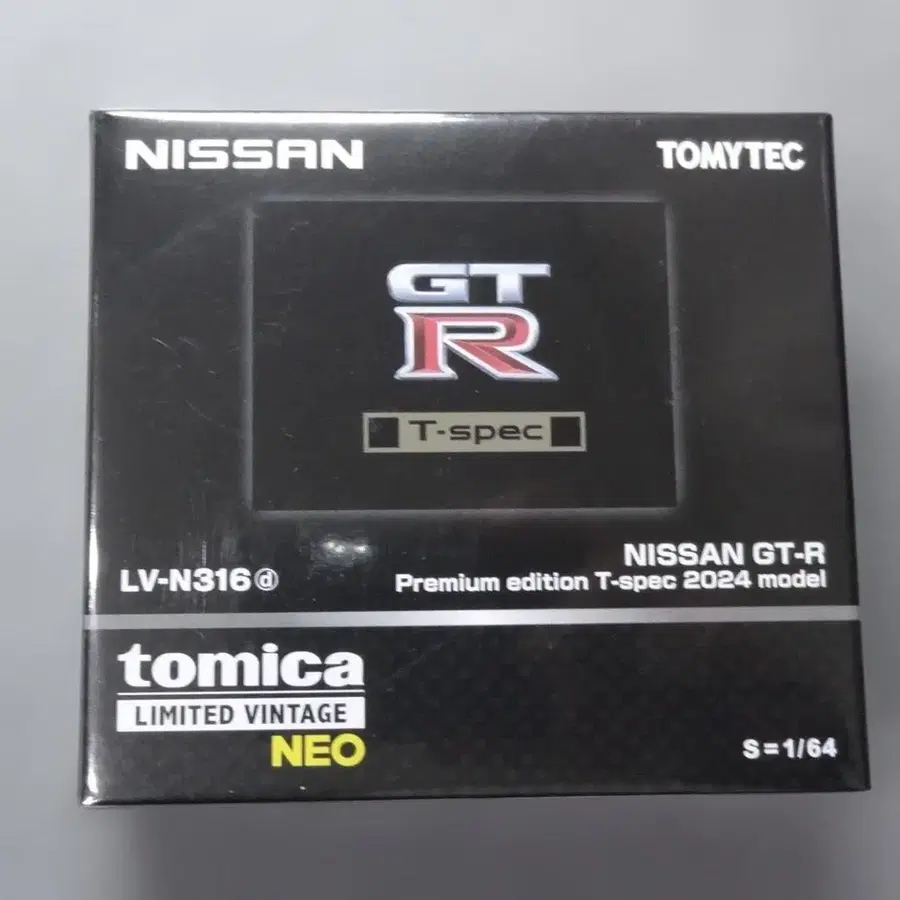 NISSAN
TOMYTEC
GT
R
T-spec
NISSAN GT-R
LV-N316ⓓ
Premium edition T-spec 2024 model
tomica
LIMITED VINTAGE
NEO
S=1/64